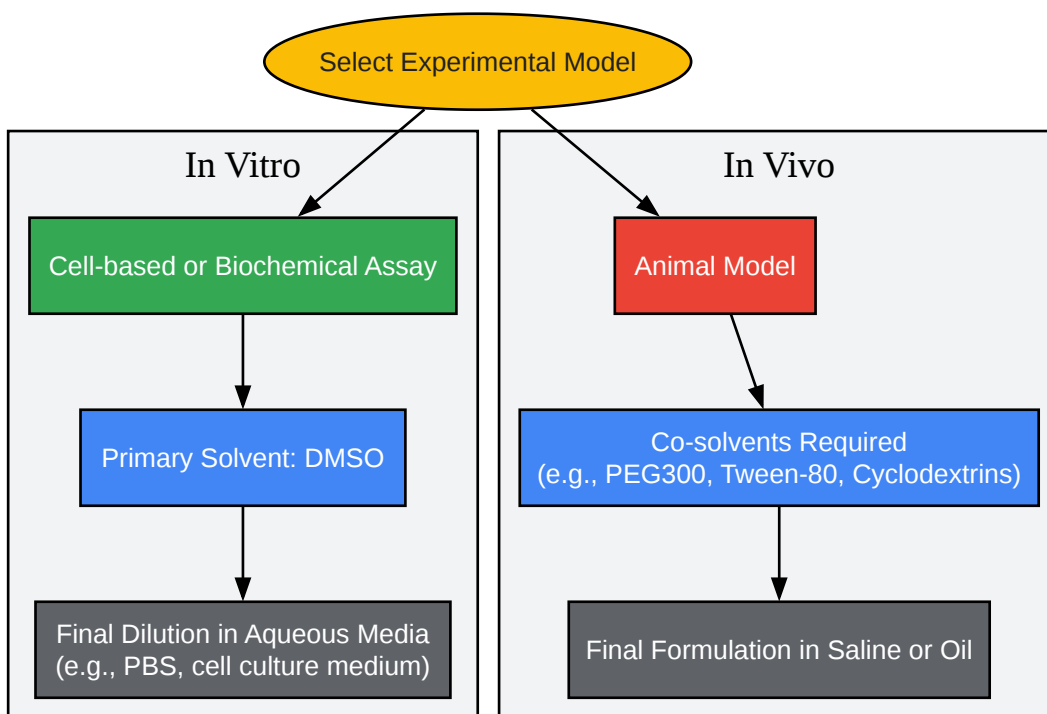 Select Experimental Model
In Vitro
Cell-based or Biochemical Assay
Primary Solvent: DMSO
Final Dilution in Aqueous Media
(e.g., PBS, cell culture medium)
In Vivo
Animal Model
Co-solvents Required
(e.g., PEG300, Tween-80, Cyclodextrins)
Final Formulation in Saline or Oil